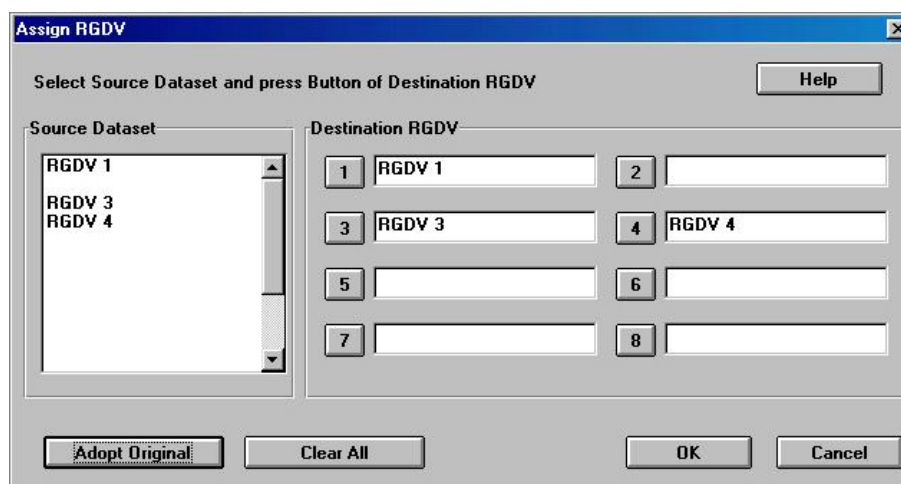 Assign RGDV
Select Source Dataset and press Button of Destination RGDV
Help
Source Dataset
RGDV 1
RGDV 3
RGDV 4
Destination RGDV
1 RGDV 1
2
3 RGDV 3
4 RGDV 4
5
6
7
8
Adopt Original
Clear All
OK
Cancel